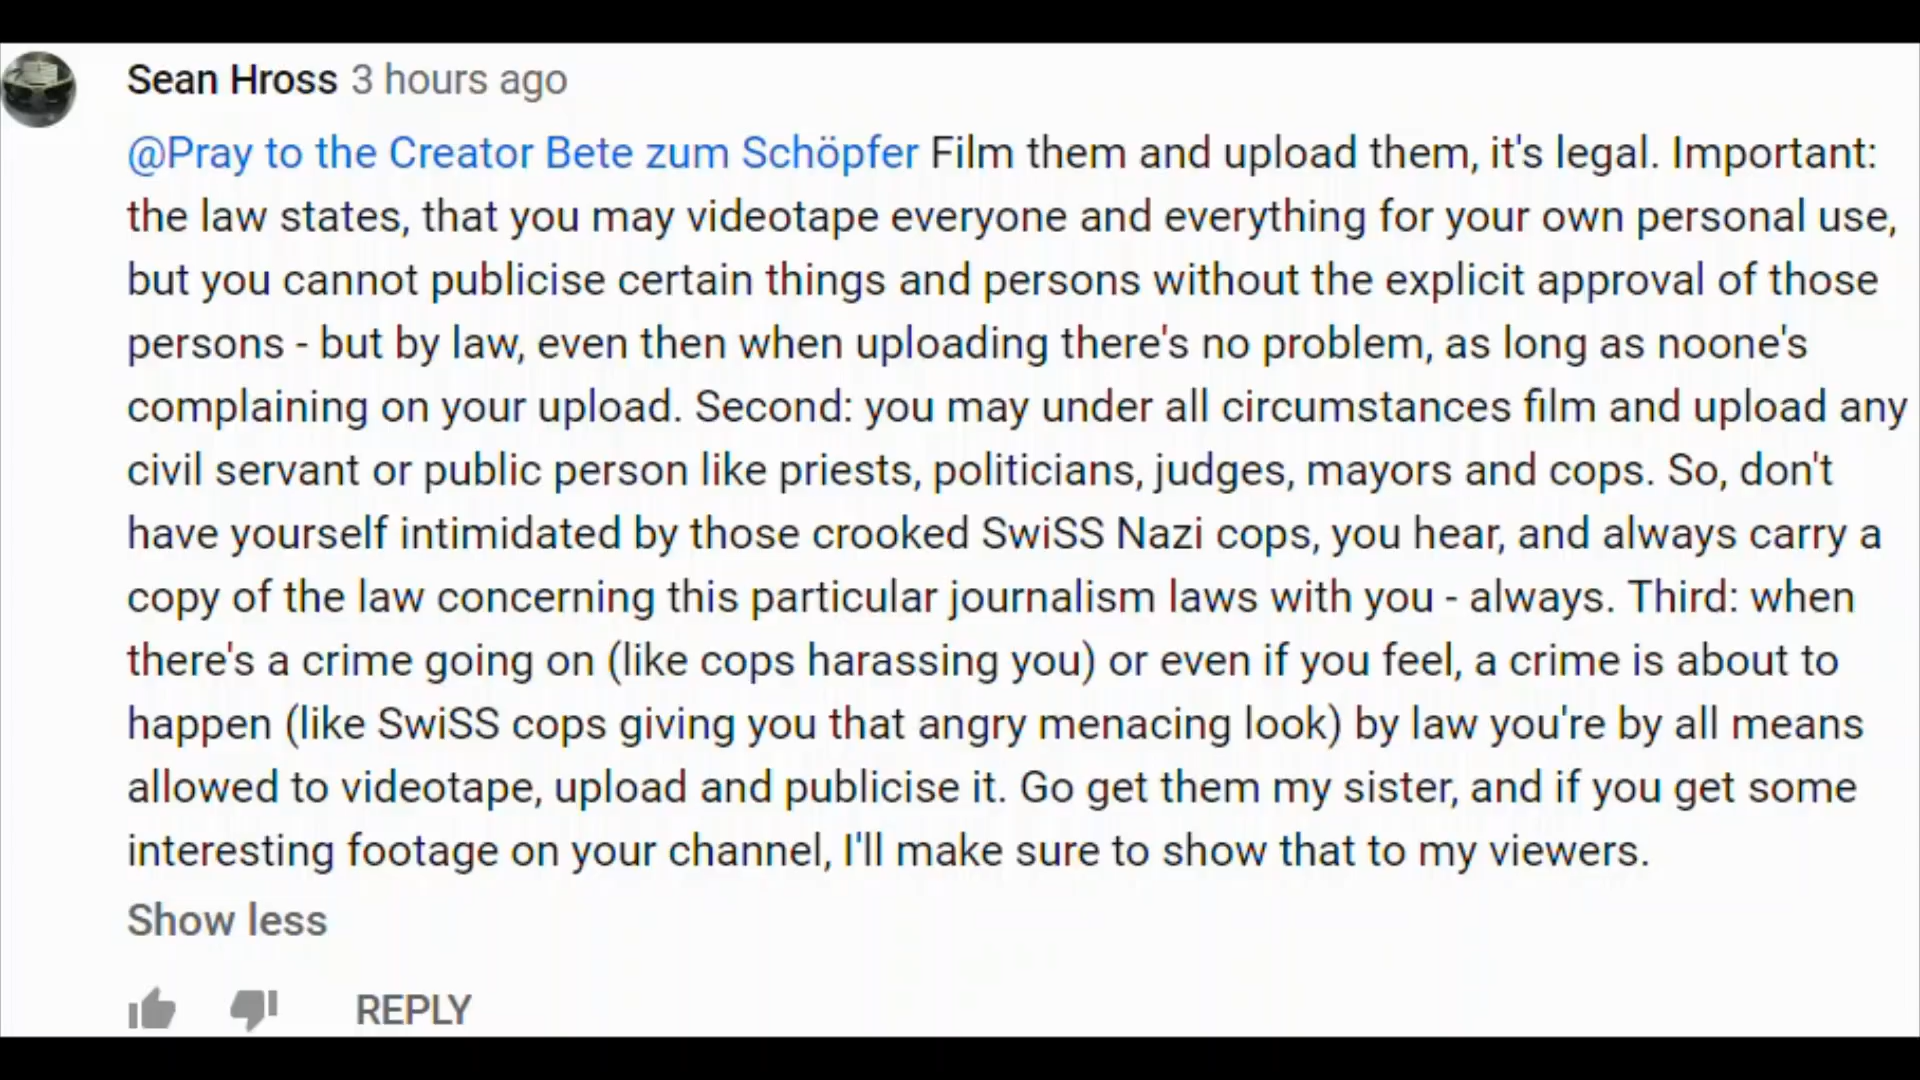 Sean Hross 3 hours ago
@Pray to the Creator Bete zum Schöpfer Film them and upload them, it's legal. Important:
the law states, that you may videotape everyone and everything for your own personal use,
but you cannot publicise certain things and persons without the explicit approval of those
persons - but by law, even then when uploading there's no problem, as long as noone's
complaining on your upload. Second: you may under all circumstances film and upload any
civil servant or public person like priests, politicians, judges, mayors and cops. So, don't
have yourself intimidated by those crooked SwiSS Nazi cops, you hear, and always carry a
copy of the law concerning this particular journalism laws with you - always. Third: when
there's a crime going on (like cops harassing you) or even if you feel, a crime is about to
happen (like SwiSS cops giving you that angry menacing look) by law you're by all means
allowed to videotape, upload and publicise it. Go get them my sister, and if you get some
interesting footage on your channel, I'll make sure to show that to my viewers.
Show less
REPLY